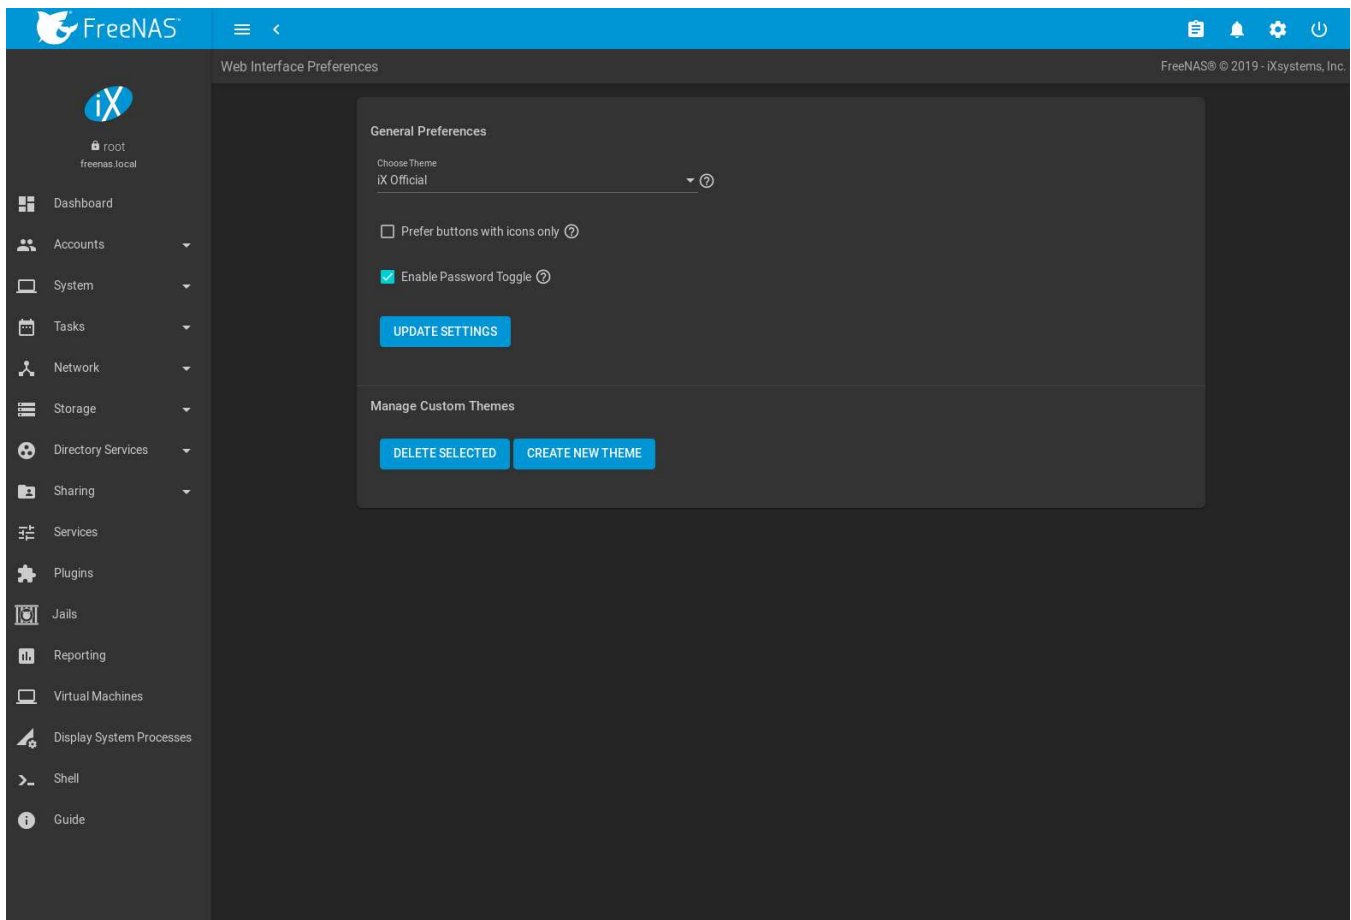 FreeNAS™
Web Interface Preferences
FreeNAS® © 2019 - iXsystems, Inc.
iX
root
freenas.local
Dashboard
Accounts
System
Tasks
Network
Storage
Directory Services
Sharing
Services
Plugins
Jails
Reporting
Virtual Machines
Display System Processes
Shell
Guide
General Preferences
Choose Theme
iX Official
Prefer buttons with icons only
Enable Password Toggle
UPDATE SETTINGS
Manage Custom Themes
DELETE SELECTED CREATE NEW THEME